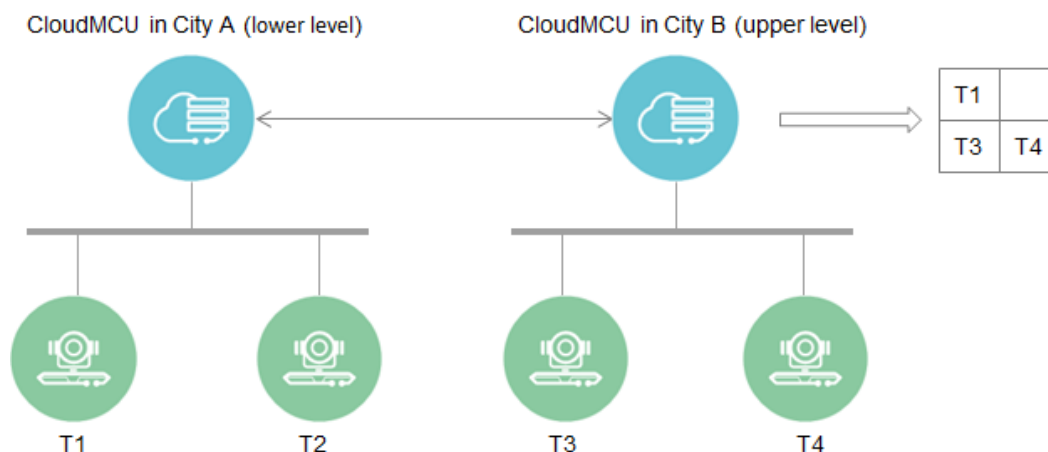 CloudMCU in City A (lower level)
CloudMCU in City B (upper level)
T1
T3 T4
T1
T2
T3
T4